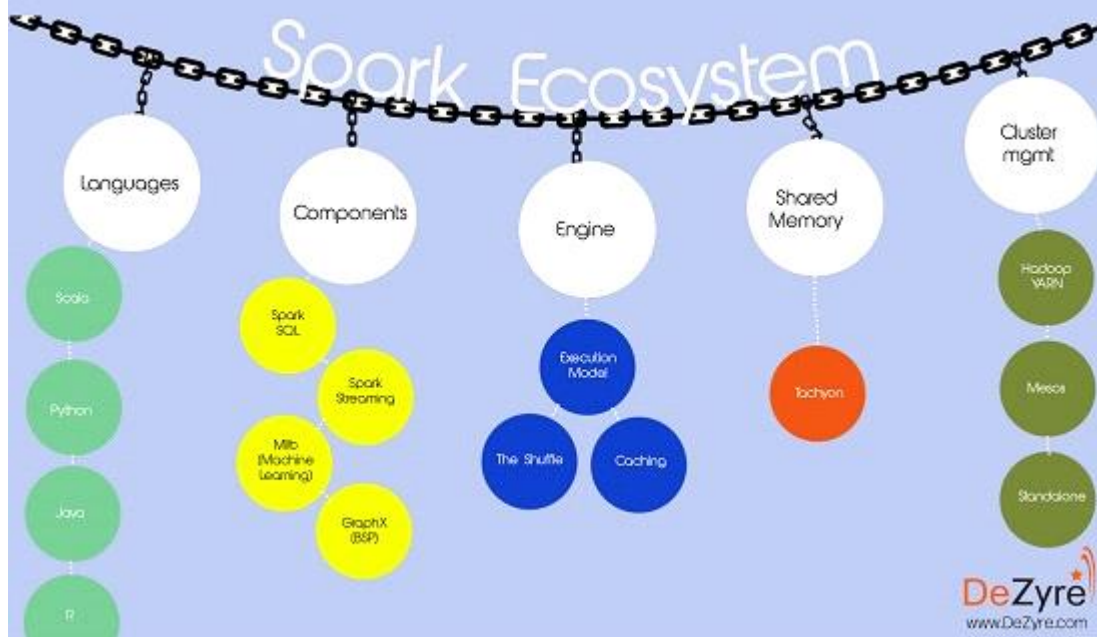 Spark Ecosystem
Languages
Scala
Python
Java
R
Components
Spark
SQL
Spark
Streaming
Mlib
(Machine
Learning)
GraphX
(BSP)
Engine
Execution
Model
The Shuffle
Caching
Shared
Memory
Tachyon
Cluster
mgmt
Hadoop
YARN
Mesos
Standalone
DeZyre
www.DeZyre.com